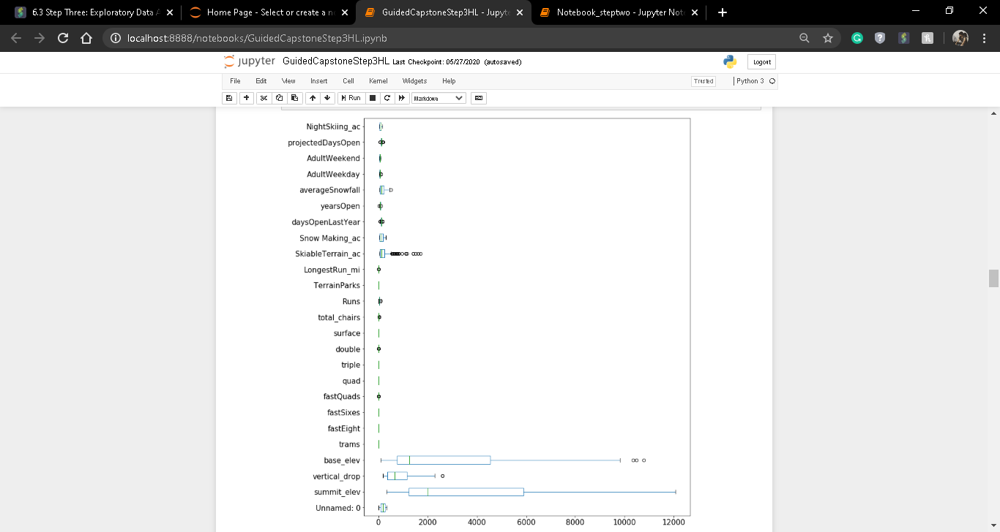 6.3 Step Three: Exploratory Data A
Home Page - Select or create a n
GuidedCapstoneStep3HL - Jupyte
Notebook_steptwo - Jupyter Not
localhost:8888/notebooks/GuidedCapstoneStep3HL.ipynb
jupyter GuidedCapstoneStep3HL Last Checkpoint: 05/27/2020 (autosaved)
Logout
File Edit View Insert Cell Kernel Widgets Help
Trusted
Python 3
Run
Markdown
NightSkiing_ac
projectedDaysOpen
AdultWeekend
AdultWeekday
averageSnowfall
yearsOpen
daysOpenLastYear
Snow Making_ac
SkiableTerrain_ac
LongestRun_mi
TerrainParks
Runs
total_chairs
surface
double
triple
quad
fastQuads
fastSixes
fastEight
trams
base_elev
vertical_drop
summit_elev
Unnamed: 0
0 2000 4000 6000 8000 10000 12000